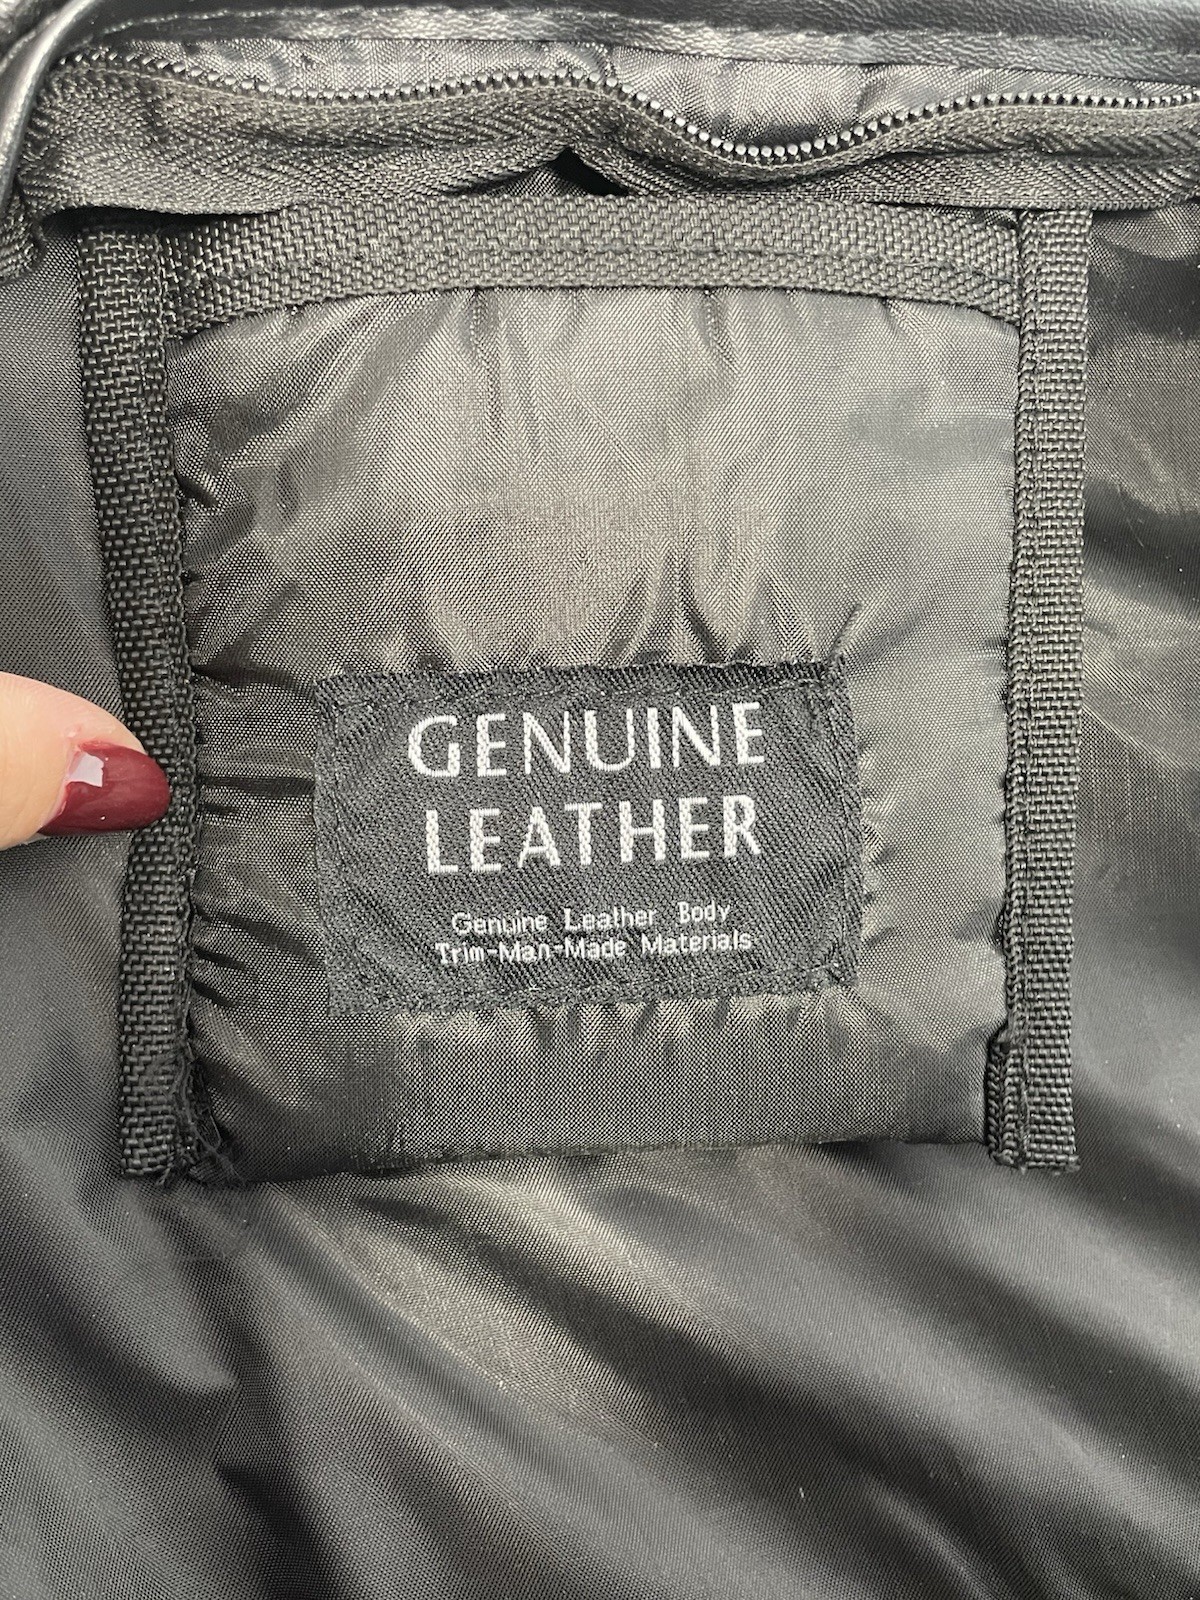 GENUINE
LEATHER
Genuine Leather Body
Trim-Man-Made Materials